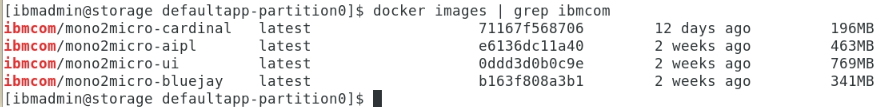 [ibmadmin@storage defaultapp-partition0]$ docker images | grep ibmcom
ibmcom/mono2micro-cardinal latest 71167f568706 12 days ago 196MB
ibmcom/mono2micro-aipl latest e6136dc11a40 2 weeks ago 463MB
ibmcom/mono2micro-ui latest 0ddd3d0b0c9e 2 weeks ago 769MB
ibmcom/mono2micro-bluejay latest b163f808a3b1 2 weeks ago 341MB
[ibmadmin@storage defaultapp-partition0]$